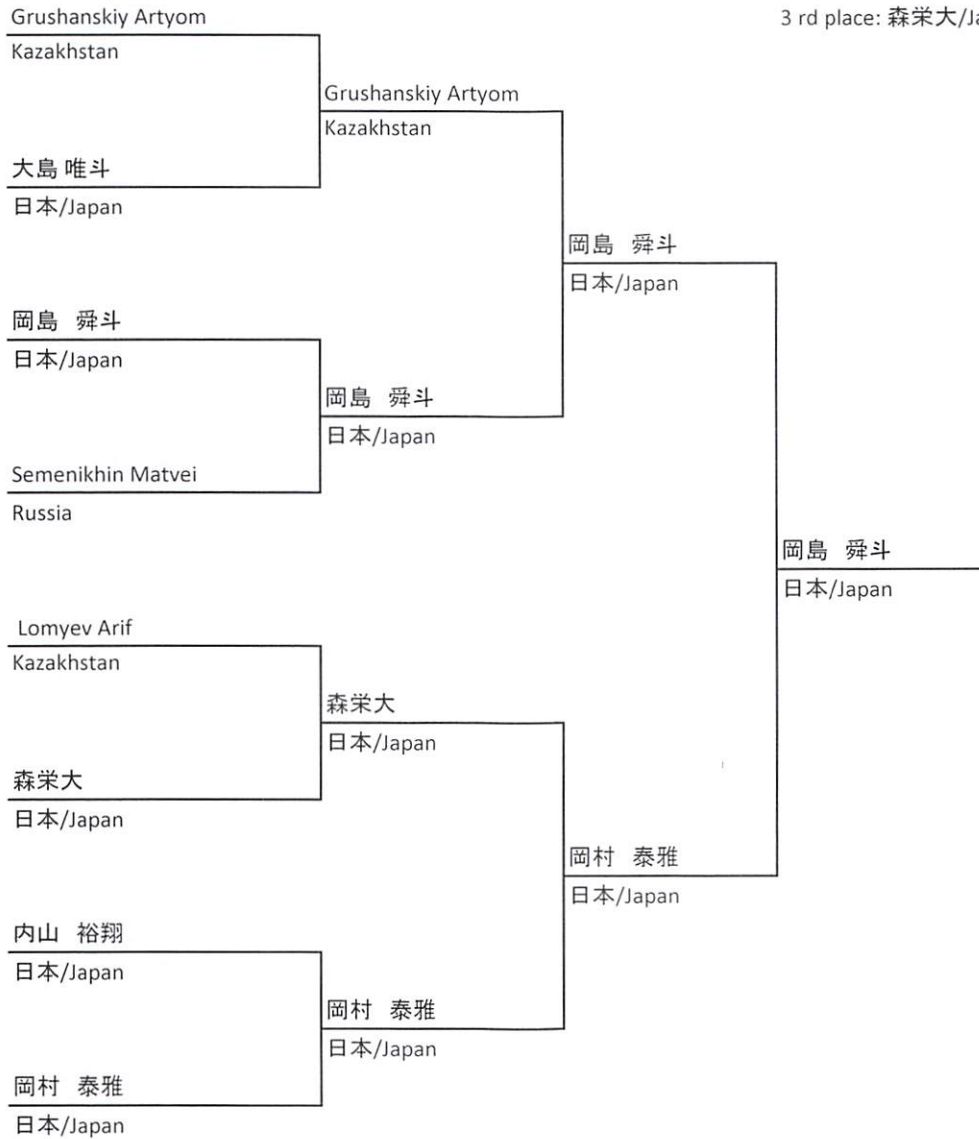 Grushanskiy Artyom
3 rd place: 森栄大/Ja
Kazakhstan
Grushanskiy Artyom
Kazakhstan
大島 唯斗
日本/Japan
岡島 舜斗
日本/Japan
岡島 舜斗
日本/Japan
岡島 舜斗
日本/Japan
Semenikhin Matvei
Russia
岡島 舜斗
日本/Japan
Lomyev Arif
Kazakhstan
森栄大
日本/Japan
森栄大
日本/Japan
岡村 泰雅
日本/Japan
内山 裕翔
日本/Japan
岡村 泰雅
日本/Japan
岡村 泰雅
日本/Japan